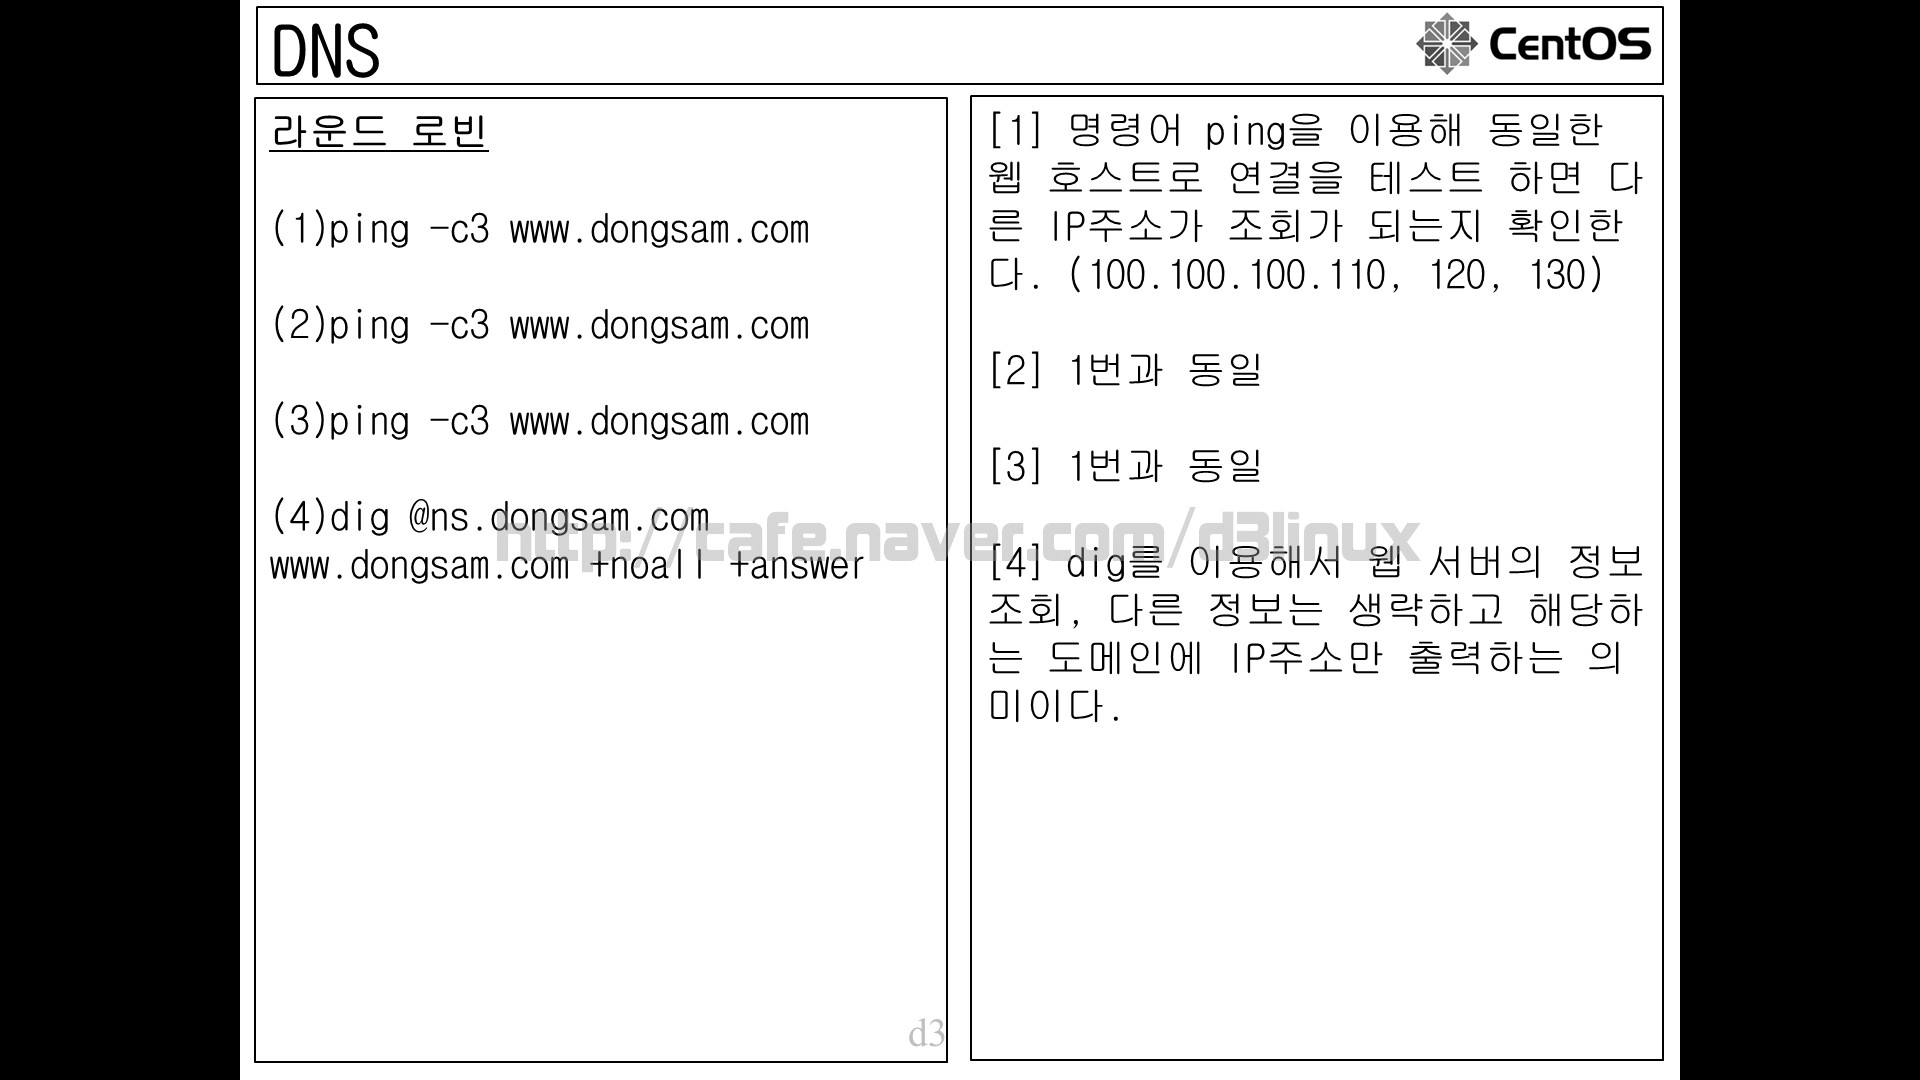 DNS
CentOS
라운드 로빈
(1)ping -c3 www.dongsam.com
(2)ping -c3 www.dongsam.com
(3)ping -c3 www.dongsam.com
(4)dig @ns.dongsam.com
www.dongsam.com +noall +answer
d3
[1] 명령어 ping을 이용해 동일한
웹 호스트로 연결을 테스트 하면 다
른 IP주소가 조회가 되는지 확인한
다. (100.100.100.110, 120, 130)
[2] 1번과 동일
[3] 1번과 동일
[4] dig를 이용해서 웹 서버의 정보
조회, 다른 정보는 생략하고 해당하
는 도메인에 IP주소만 출력하는 의
미이다.
http://cafe.naver.com/d3linux